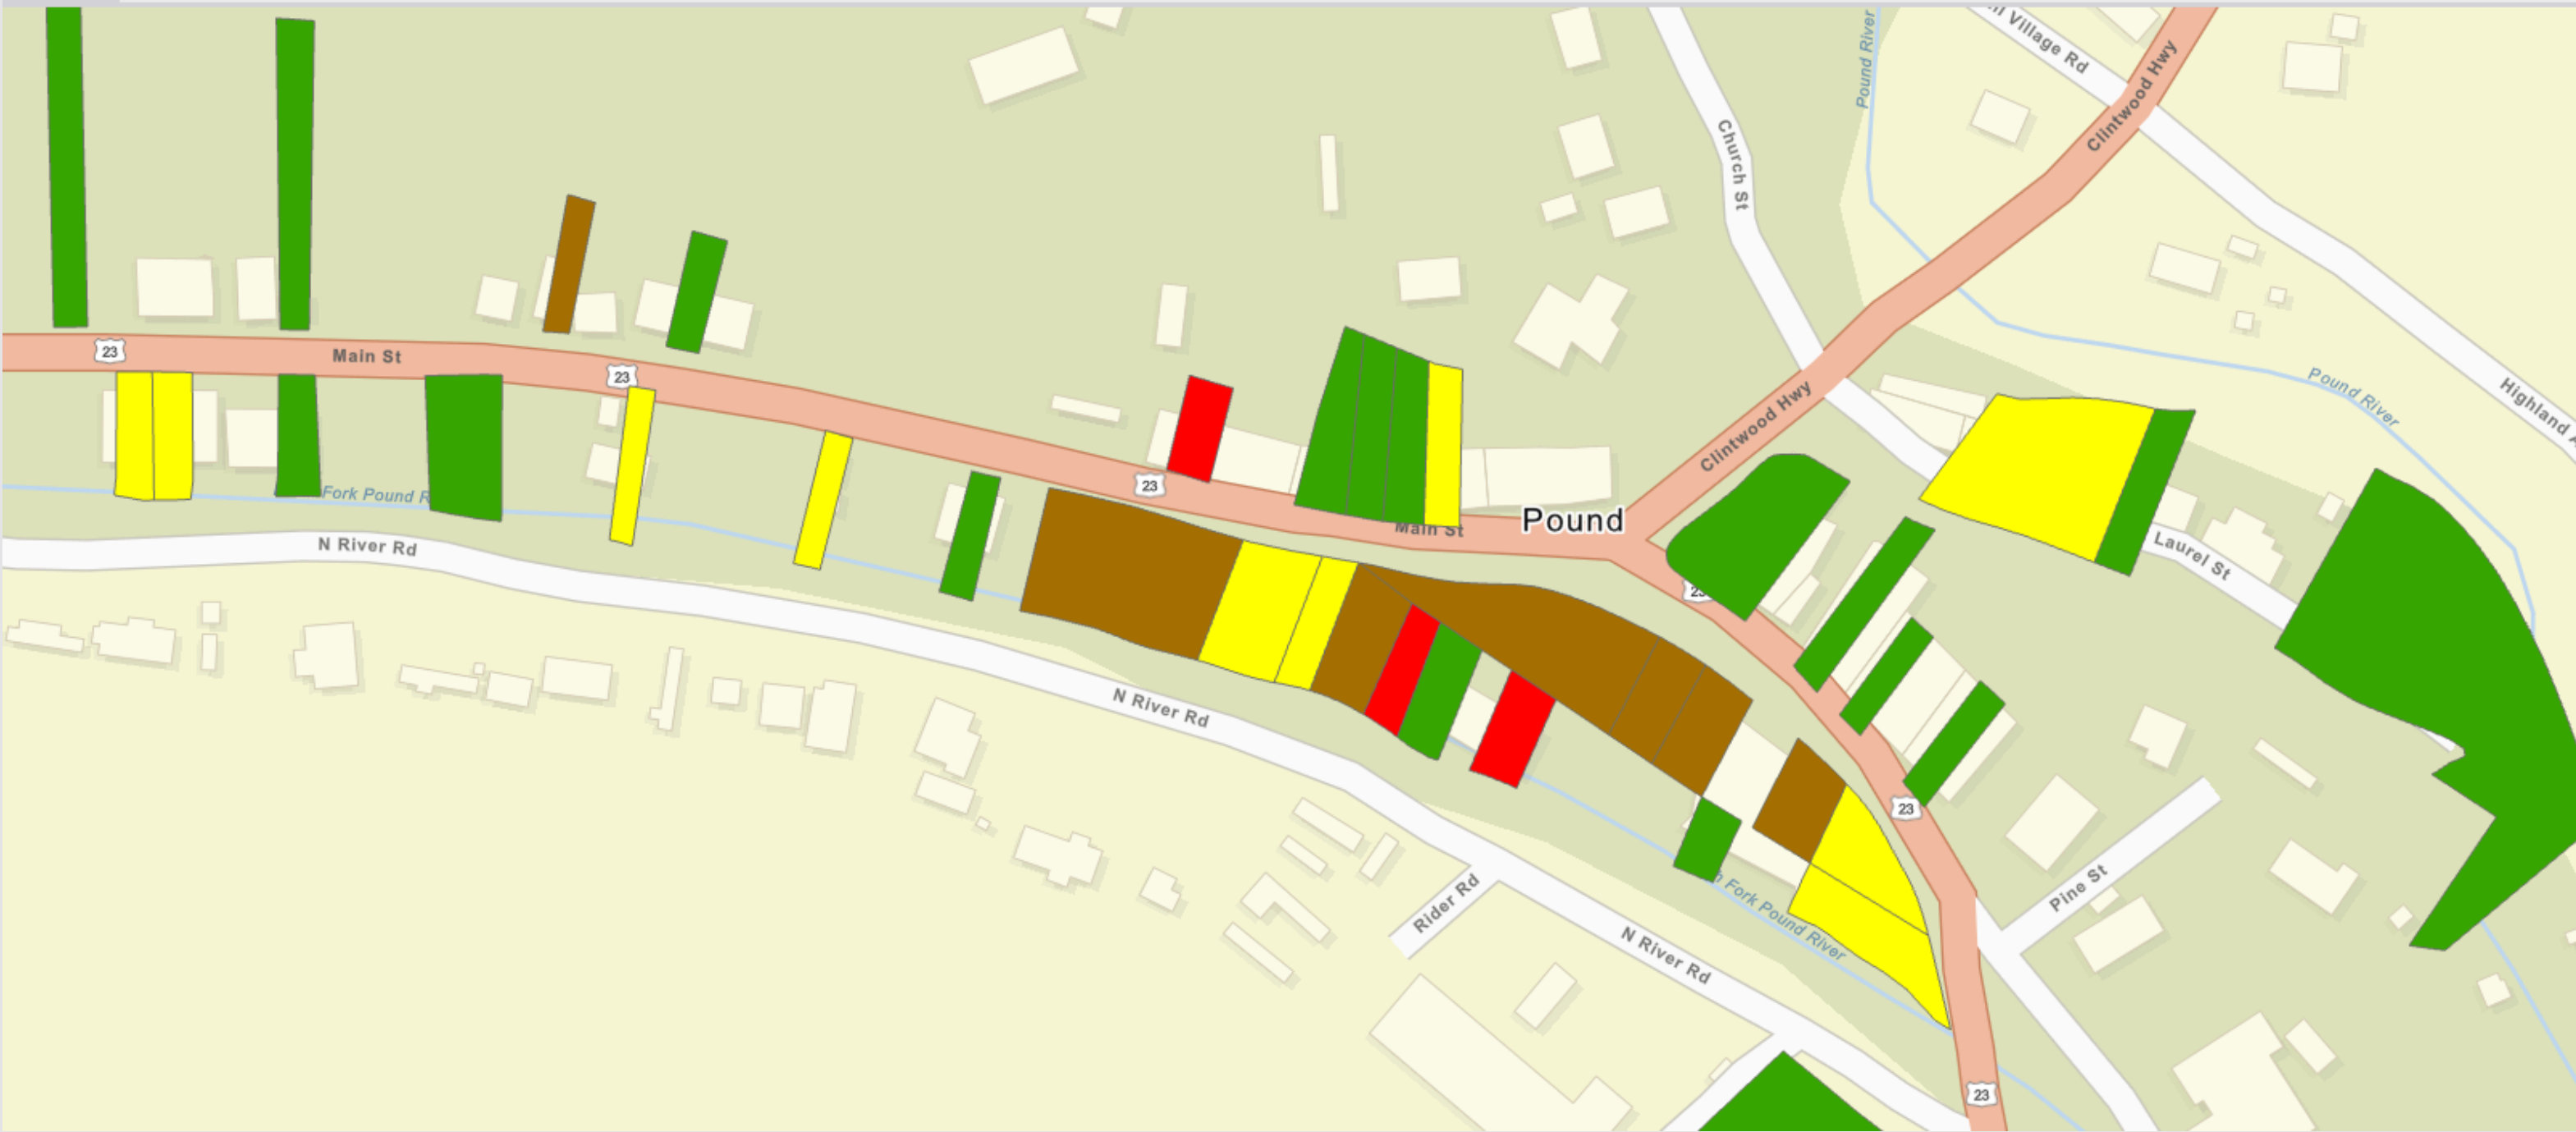 Pound River
Village Rd
Clintwood Hwy
Church St
23
Main St
23
Pound River
Highland
Clintwood Hwy
Fork Pound R
23
Main St
Pound
N River Rd
Laurel St
23
N River Rd
23
Pine St
Rider Rd
Fork Pound River
N River Rd
23